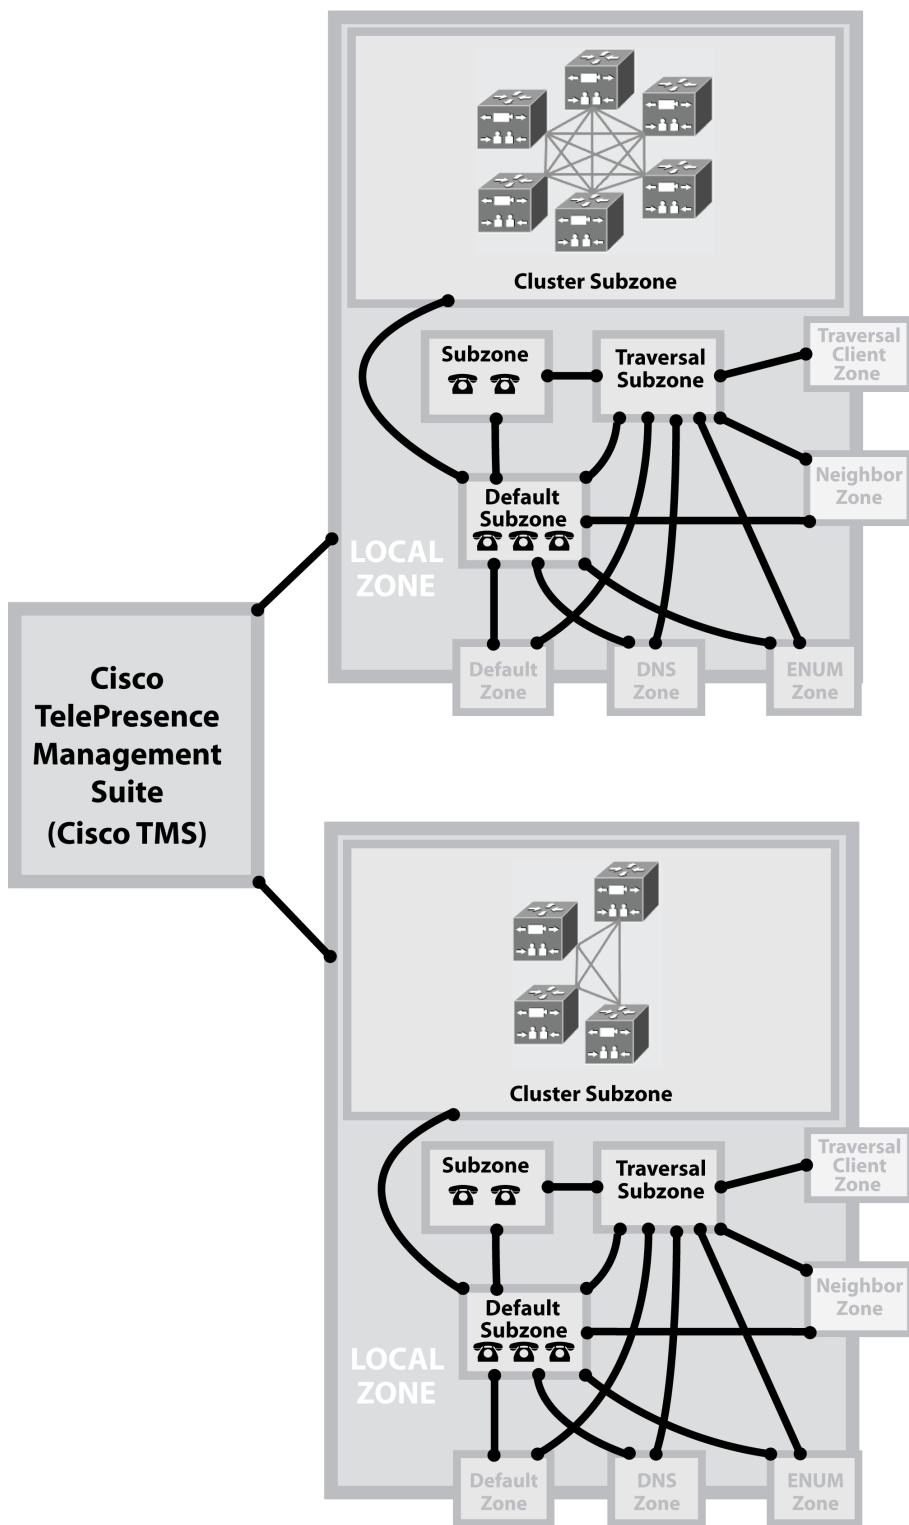 Cluster Subzone
Subzone
Traversal
Subzone
Traversal
Client
Zone
Neighbor
Zone
Default
Subzone
LOCAL
ZONE
Default
Zone
DNS
Zone
ENUM
Zone
Cisco
TelePresence
Management
Suite
(Cisco TMS)
Cluster Subzone
Subzone
Traversal
Subzone
Traversal
Client
Zone
Neighbor
Zone
Default
Subzone
LOCAL
ZONE
Default
Zone
DNS
Zone
ENUM
Zone